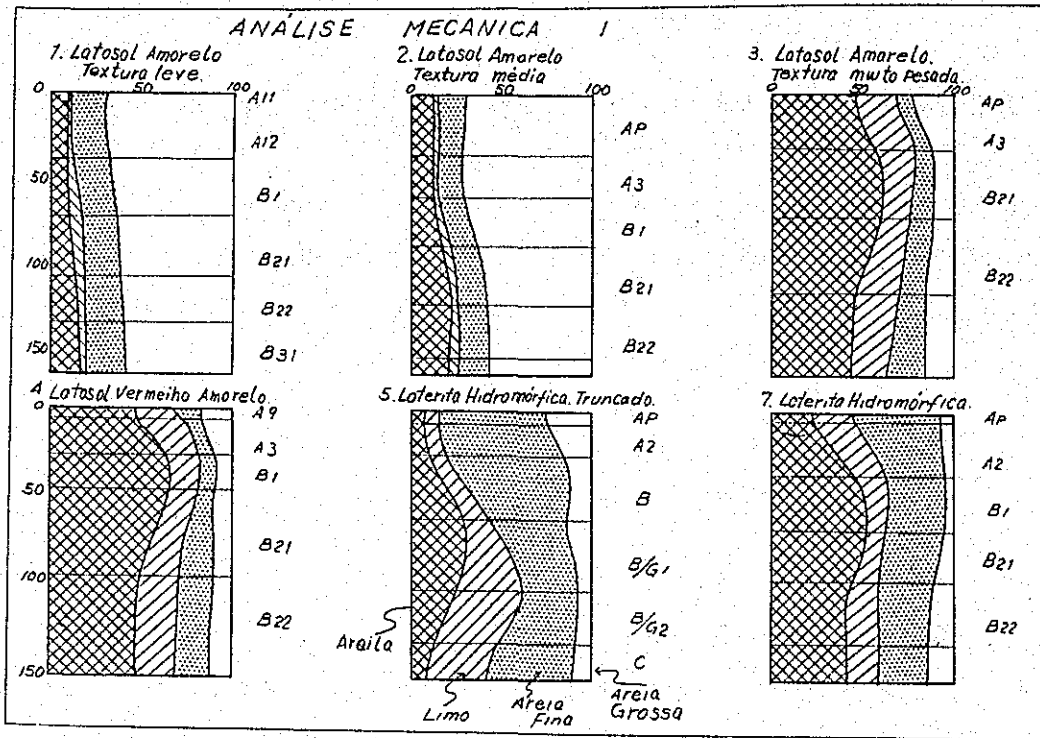 ANÁLISE MECANICA I
1. Latosol Amarelo
Textura leve.
0 50 100
50
100
150
A11
A12
B1
B21
B22
B31
2. Latosol Amarelo
Textura média
0 50 100
AP
A3
B1
B21
B22
3. Latosol Amarelo.
Textura muito Pesada.
0 50 100
AP
A3
B21
B22
4 Latosol Vermelho Amarelo.
0
50
100
150
A9
A3
B1
B21
B22
5. Laterita Hidromórfica. Truncado.
AP
A2
B
B/G1
B/G2
C
Argila
Limo
Areia
Fina
Areia
Grossa
7. Laterita Hidromórfica.
AP
A2
B1
B21
B22